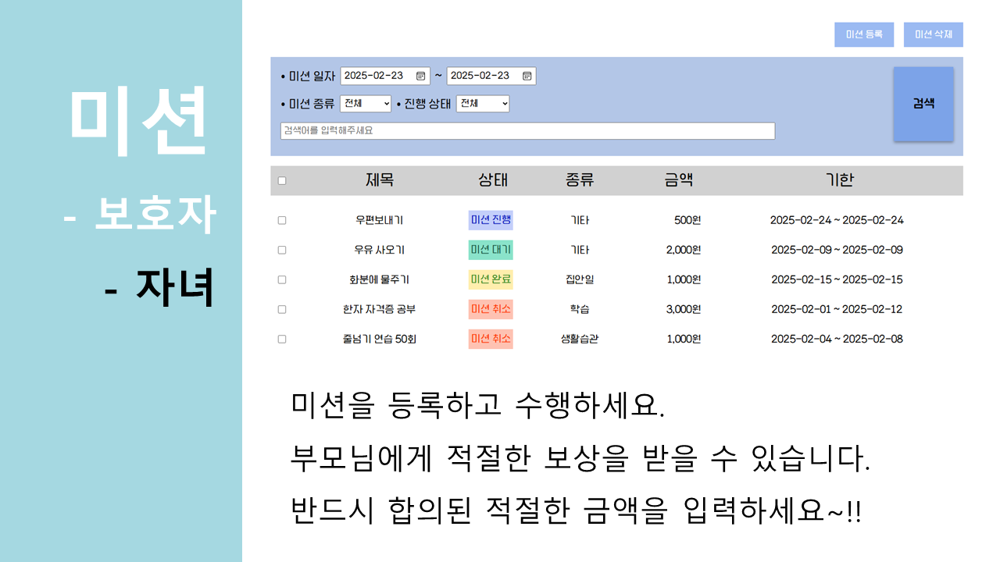 미션
- 보호자
- 자녀
미션 등록 미션 삭제
• 미션 일자 2025-02-23 ~ 2025-02-23
• 미션 종류 전체 • 진행 상태 전체
검색어를 입력해주세요
검색
제목 상태 종류 금액 기한
우편보내기 미션 진행 기타 500원 2025-02-24 ~ 2025-02-24
우유 사오기 미션 대기 기타 2,000원 2025-02-09 ~ 2025-02-09
화분에 물주기 미션 완료 집안일 1,000원 2025-02-15 ~ 2025-02-15
한자 자격증 공부 미션 취소 학습 3,000원 2025-02-01 ~ 2025-02-12
줄넘기 연습 50회 미션 취소 생활습관 1,000원 2025-02-04 ~ 2025-02-08
미션을 등록하고 수행하세요.
부모님에게 적절한 보상을 받을 수 있습니다.
반드시 합의된 적절한 금액을 입력하세요~!!